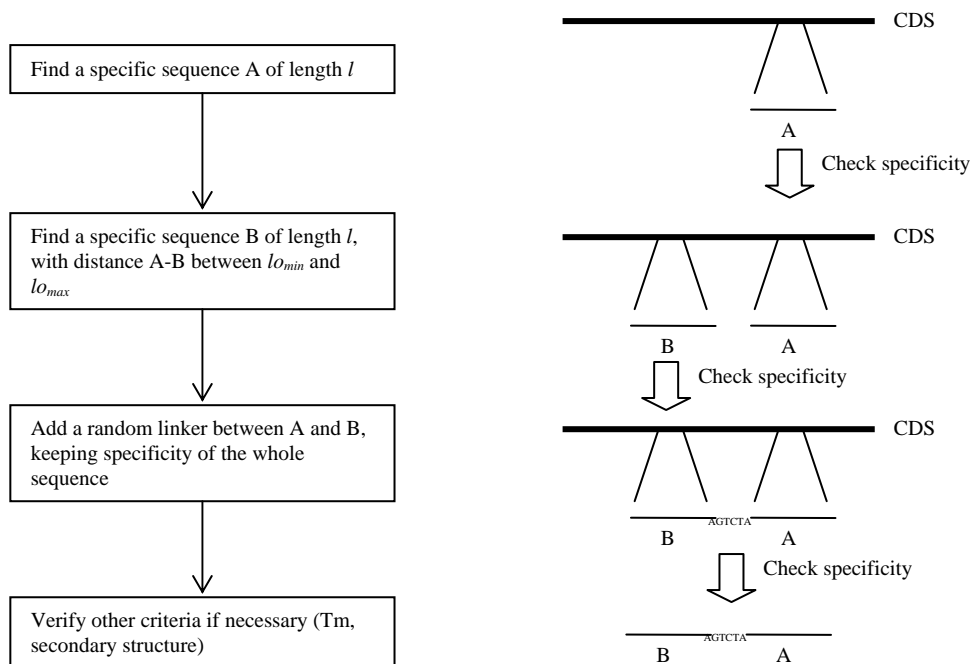 Find a specific sequence A of length l
Find a specific sequence B of length l,
with distance A-B between lo_min and
lo_max
Add a random linker between A and B,
keeping specificity of the whole
sequence
Verify other criteria if necessary (Tm,
secondary structure)
CDS
A
Check specificity
CDS
B
A
Check specificity
CDS
AGTCTA
B
A
Check specificity
AGTCTA
B
A